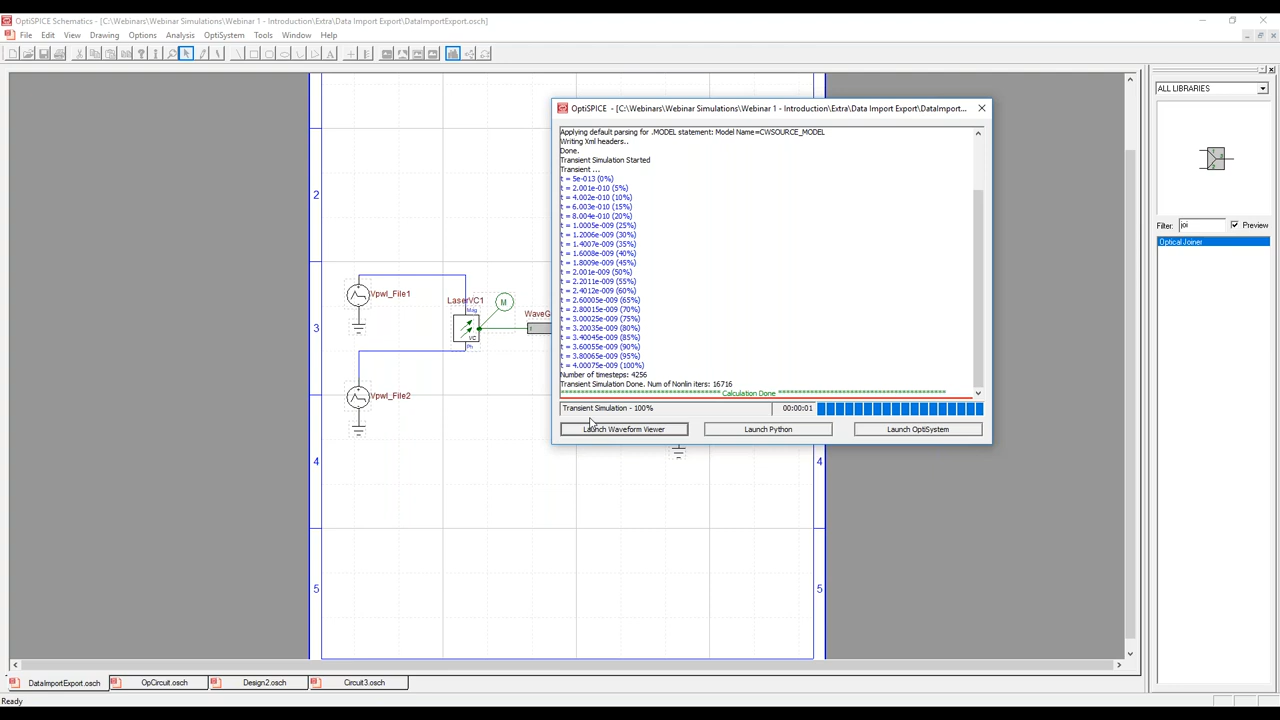 OptiSPICE Schematics - [C:\Webinars\Webinar Simulations\Webinar 1 - Introduction\Extra\Data Import Export\DataImportExport.osch]
File Edit View Drawing Options Analysis OptiSystem Tools Window Help
ALL LIBRARIES
Filter: joi Preview
Optical Joiner
OptiSPICE - [C:\Webinars\Webinar Simulations\Webinar 1 - Introduction\Extra\Data Import Export\DataImport...
Applying default parsing for .MODEL statement: Model Name=CWSOURCE_MODEL
Writing Xml headers..
Done.
Transient Simulation Started
Transient ...
t = 5e-013 (0%)
t = 2.001e-010 (5%)
t = 4.002e-010 (10%)
t = 6.003e-010 (15%)
t = 8.004e-010 (20%)
t = 1.0005e-009 (25%)
t = 1.2006e-009 (30%)
t = 1.4007e-009 (35%)
t = 1.6008e-009 (40%)
t = 1.8009e-009 (45%)
t = 2.001e-009 (50%)
t = 2.2011e-009 (55%)
t = 2.4012e-009 (60%)
t = 2.60005e-009 (65%)
t = 2.80015e-009 (70%)
t = 3.00025e-009 (75%)
t = 3.20035e-009 (80%)
t = 3.40045e-009 (85%)
t = 3.60055e-009 (90%)
t = 3.80065e-009 (95%)
t = 4.00075e-009 (100%)
Number of timesteps: 4256
Transient Simulation Done. Num of Nonlin iters: 16716
Calculation Done
Transient Simulation - 100% 00:00:01
Launch Waveform Viewer Launch Python Launch OptiSystem
2
Vpwl_File1
LaserVC1
M
Mag
VC
Ph
WaveG
3
Vpwl_File2
4 4
5 5
DataImportExport.osch OpCircuit.osch Design2.osch Circuit3.osch
Ready